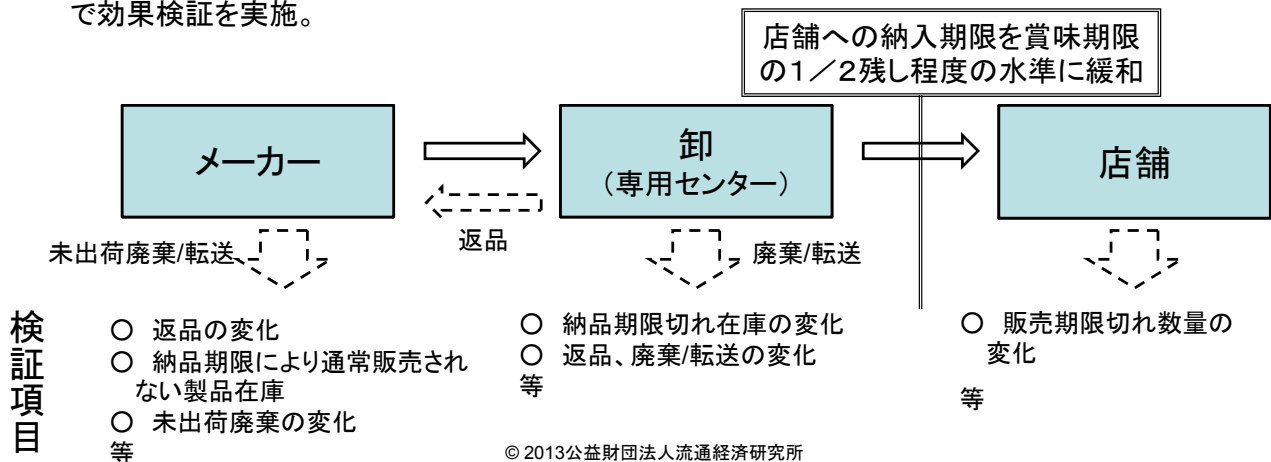 で効果検証を実施。
店舗への納入期限を賞味期限
の1／2残し程度の水準に緩和
メーカー
卸
（専用センター）
店舗
返品
未出荷廃棄/転送
廃棄/転送
検証項目
○ 返品の変化
○ 納品期限により通常販売され
ない製品在庫
○ 未出荷廃棄の変化
等
○ 納品期限切れ在庫の変化
○ 返品、廃棄/転送の変化
等
○ 販売期限切れ数量の
変化
等
© 2013公益財団法人流通経済研究所